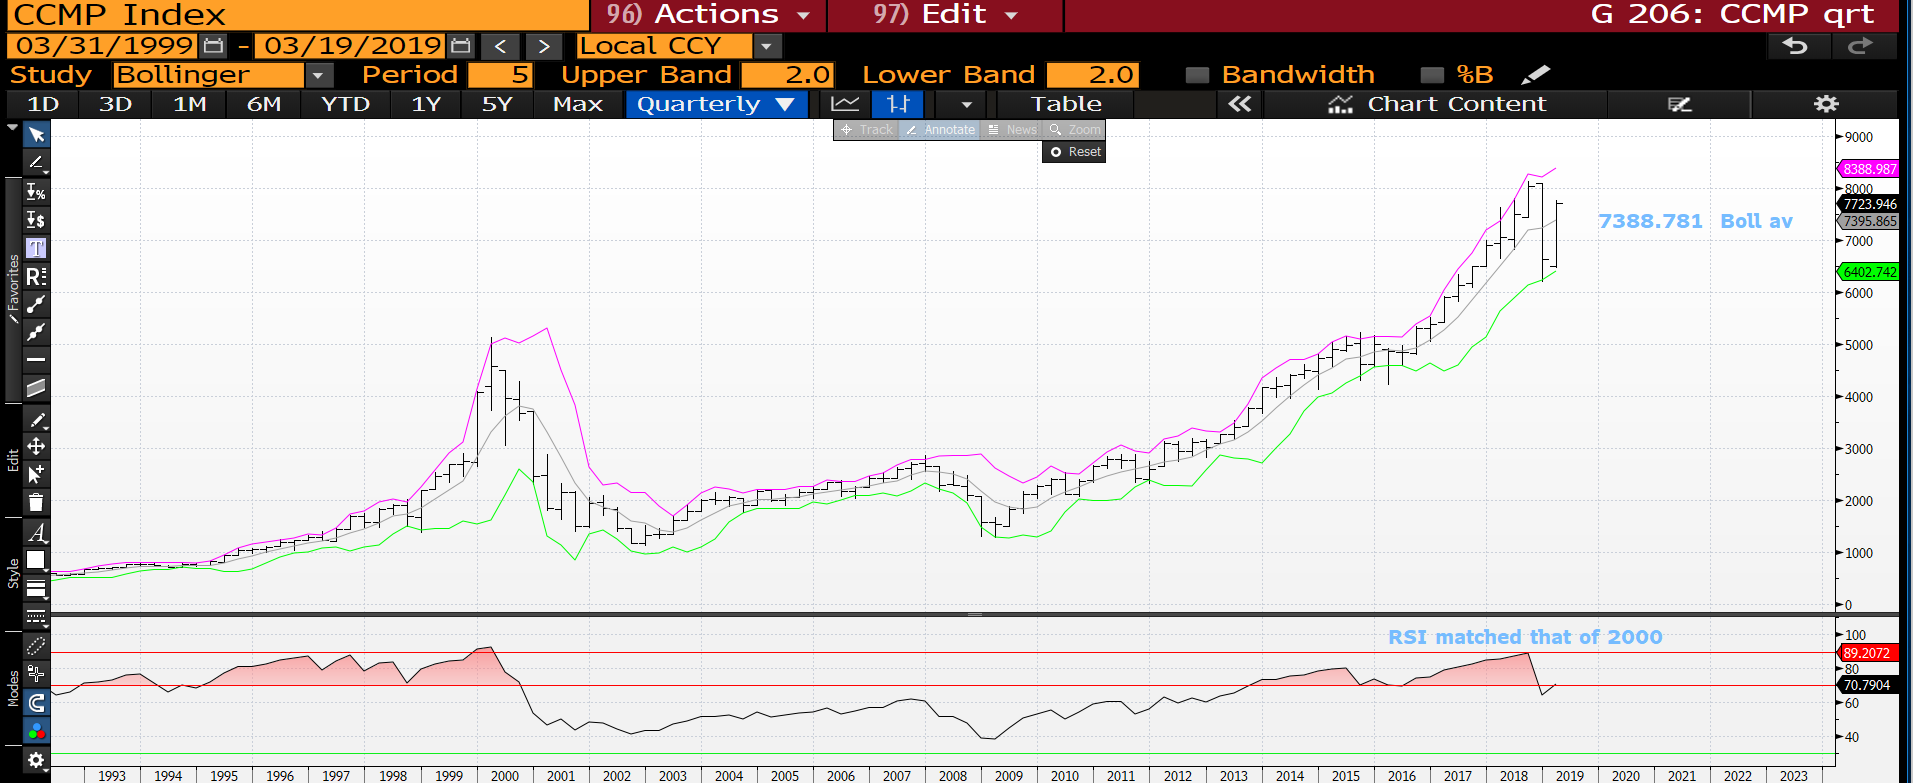 CCMP Index 96) Actions 97) Edit G 206: CCMP qrt
03/31/1999 - 03/19/2019 < > Local CCY
Study Bollinger Period 5 Upper Band 2.0 Lower Band 2.0 Bandwidth %B
1D 3D 1M 6M YTD 1Y 5Y Max Quarterly Table « Chart Content
Track Annotate News Zoom
Reset
Favorites
Edit
Style
Modes
%
$
T
R
A
9000
8388.987
8000
7723.946
7388.781 Boll av
7395.865
7000
6402.742
6000
5000
4000
3000
2000
1000
0
RSI matched that of 2000
100
89.2072
80
70.7904
60
40
1993 1994 1995 1996 1997 1998 1999 2000 2001 2002 2003 2004 2005 2006 2007 2008 2009 2010 2011 2012 2013 2014 2015 2016 2017 2018 2019 2020 2021 2022 2023